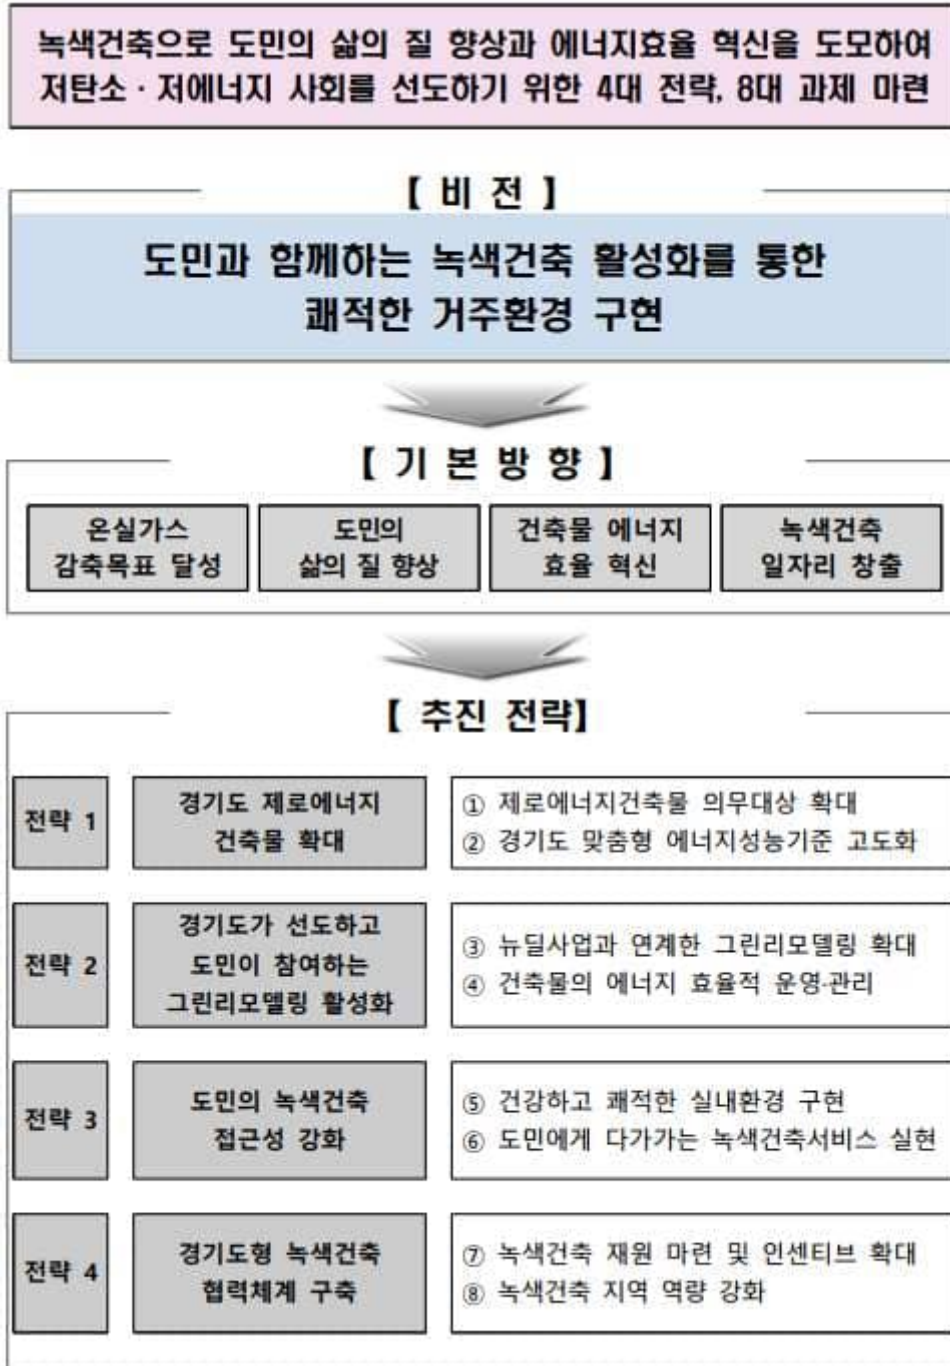 녹색건축으로 도민의 삶의 질 향상과 에너지효율 혁신을 도모하여
저탄소 · 저에너지 사회를 선도하기 위한 4대 전략, 8대 과제 마련
【 비 전 】
도민과 함께하는 녹색건축 활성화를 통한
쾌적한 거주환경 구현
【 기 본 방 향 】
온실가스
감축목표 달성
도민의
삶의 질 향상
건축물 에너지
효율 혁신
녹색건축
일자리 창출
【 추진 전략】
전략 1
경기도 제로에너지
건축물 확대
① 제로에너지건축물 의무대상 확대
② 경기도 맞춤형 에너지성능기준 고도화
전략 2
경기도가 선도하고
도민이 참여하는
그린리모델링 활성화
③ 뉴딜사업과 연계한 그린리모델링 확대
④ 건축물의 에너지 효율적 운영·관리
전략 3
도민의 녹색건축
접근성 강화
⑤ 건강하고 쾌적한 실내환경 구현
⑥ 도민에게 다가가는 녹색건축서비스 실현
전략 4
경기도형 녹색건축
협력체계 구축
⑦ 녹색건축 재원 마련 및 인센티브 확대
⑧ 녹색건축 지역 역량 강화